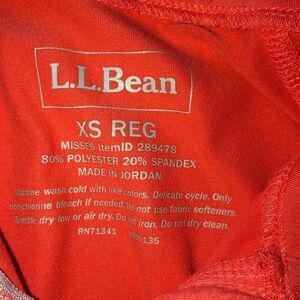 L.L.Bean
XS REG
MISSES ItemID 289478
80% POLYESTER 20% SPANDEX
MADE IN JORDAN
Machine wash cold with like colors. Delicate cycle. Only
non-chlorine bleach if needed. Do not use fabric softeners.
Tumble dry low or air dry. Do not iron, Do not dry clean.
RN71341 135